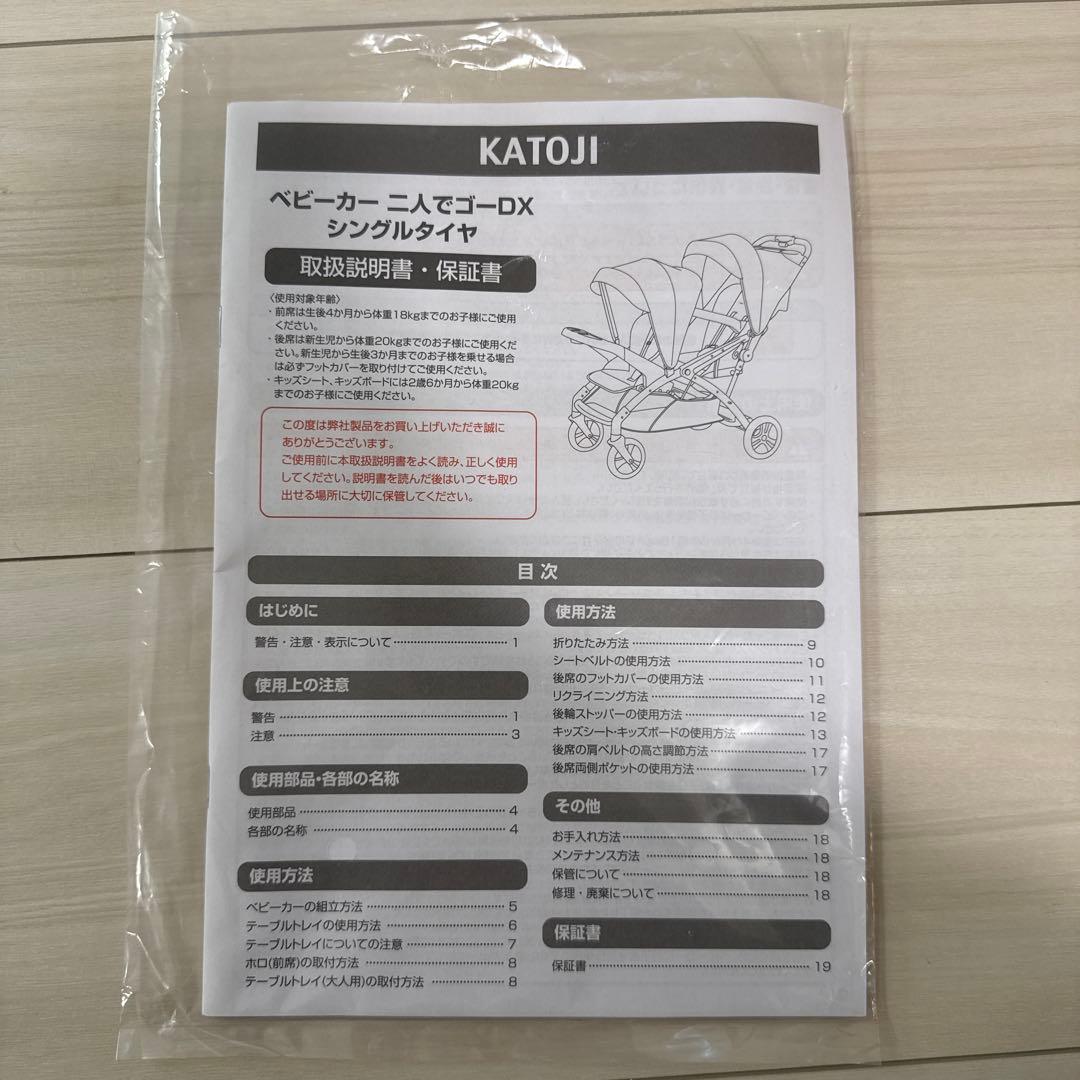 KATOJI
ベビーカー 二人でゴーDX
シングルタイヤ
取扱説明書・保証書
〈使用対象年齢〉
・前席は生後4か月から体重18kgまでのお子様にご使用
ください。
・後席は新生児から体重20kgまでのお子様にご使用くだ
さい。新生児から生後3か月までのお子様を乗せる場合
は必ずフットカバーを取り付けてご使用ください。
・キッズシート、キッズボードには2歳6か月から体重20kg
までのお子様にご使用ください。
この度は弊社製品をお買い上げいただき誠に
ありがとうございます。
ご使用前に本取扱説明書をよく読み、正しく使用
してください。説明書を読んだ後はいつでも取り
出せる場所に大切に保管してください。
目次
はじめに
警告・注意・表示について 1
使用上の注意
警告 1
注意 3
使用部品・各部の名称
使用部品 4
各部の名称 4
使用方法
ベビーカーの組立方法 5
テーブルトレイの使用方法 6
テーブルトレイについての注意 7
ホロ(前席)の取付方法 8
テーブルトレイ(大人用)の取付方法 8
使用方法
折りたたみ方法 9
シートベルトの使用方法 10
後席のフットカバーの使用方法 11
リクライニング方法 12
後輪ストッパーの使用方法 12
キッズシート・キッズボードの使用方法 13
後席の肩ベルトの高さ調節方法 17
後席両側ポケットの使用方法 17
その他
お手入れ方法 18
メンテナンス方法 18
保管について 18
修理・廃棄について 18
保証書
保証書 19